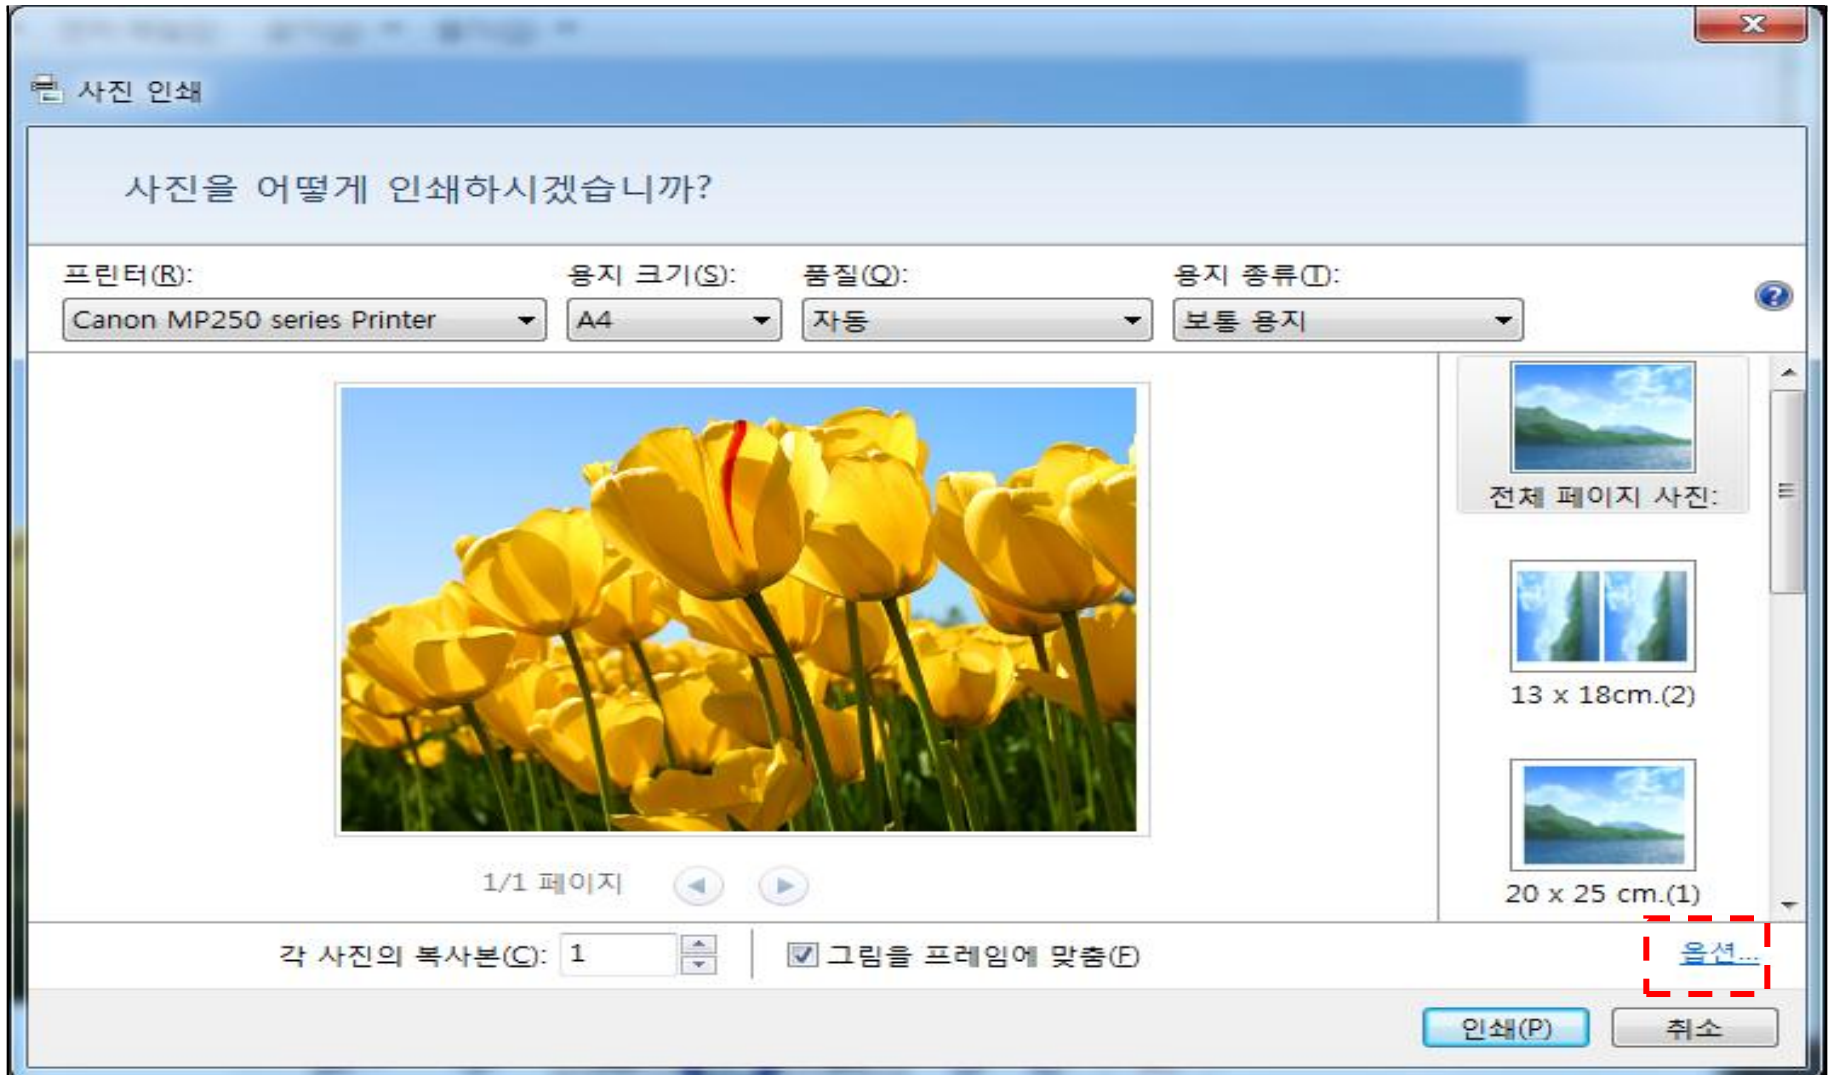 사진 인쇄
사진을 어떻게 인쇄하시겠습니까?
프린터(R): 용지 크기(S): 품질(Q): 용지 종류(T):
Canon MP250 series Printer A4 자동 보통 용지
전체 페이지 사진:
13 x 18cm.(2)
20 x 25 cm.(1)
1/1 페이지
각 사진의 복사본(C): 1 그림을 프레임에 맞춤(F) 옵션...
인쇄(P) 취소